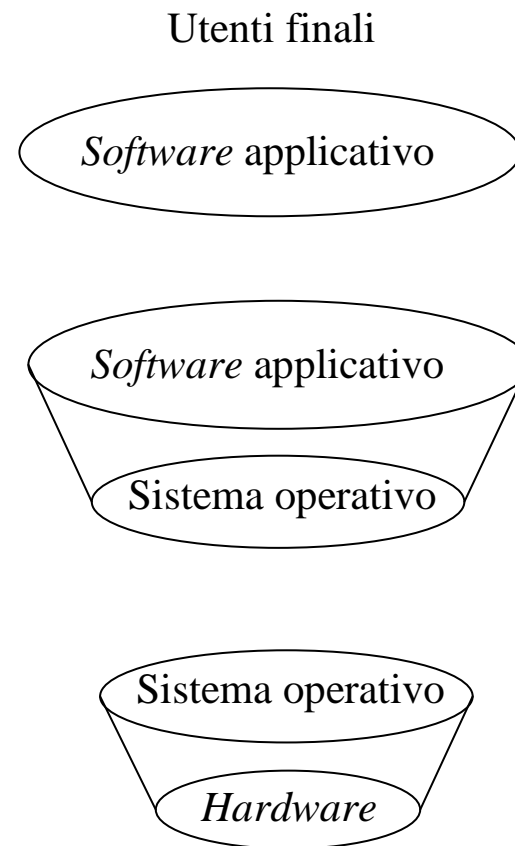 Utenti finali
Software applicativo
Software applicativo
Sistema operativo
Sistema operativo
Hardware